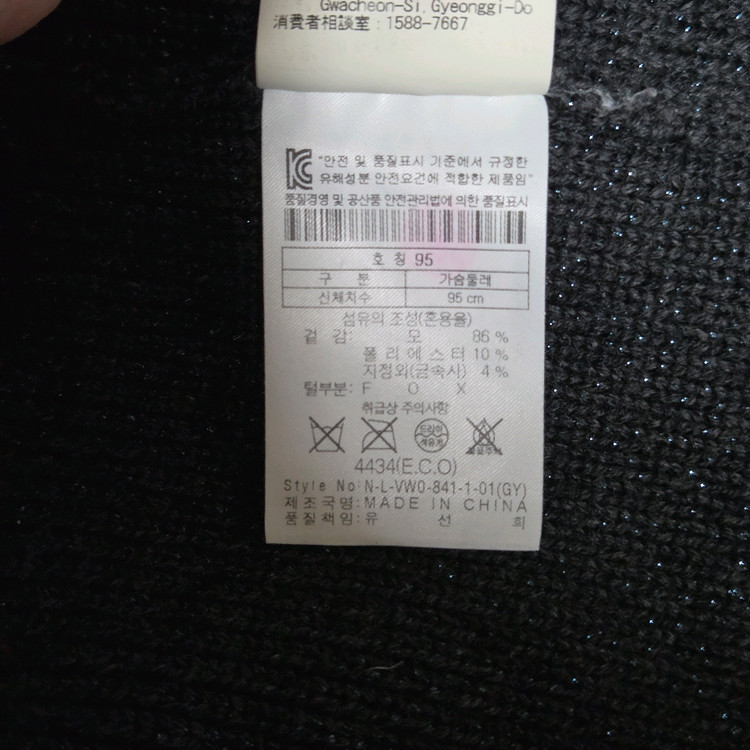 Gwacheon-Si, Gyeonggi-Do
消費者相談室 : 1588-7667
"안전 및 품질표시 기준에서 규정한
유해성분 안전요건에 적합한 제품임"
품질경영 및 공산품 안전관리법에 의한 품질표시
호 칭 95
구 분 가슴둘레
신체치수 95 cm
섬유의 조성(혼용율)
겉 감: 모 86 %
폴 리 에 스 터 10 %
지정외(금속사) 4 %
털부분: F O X
취급상 주의사항
드라이
석유계
4434(E.C.O)
Style No:N-L-VW0-841-1-01(GY)
제조국명:MADE IN CHINA
품질책임:유 선 희